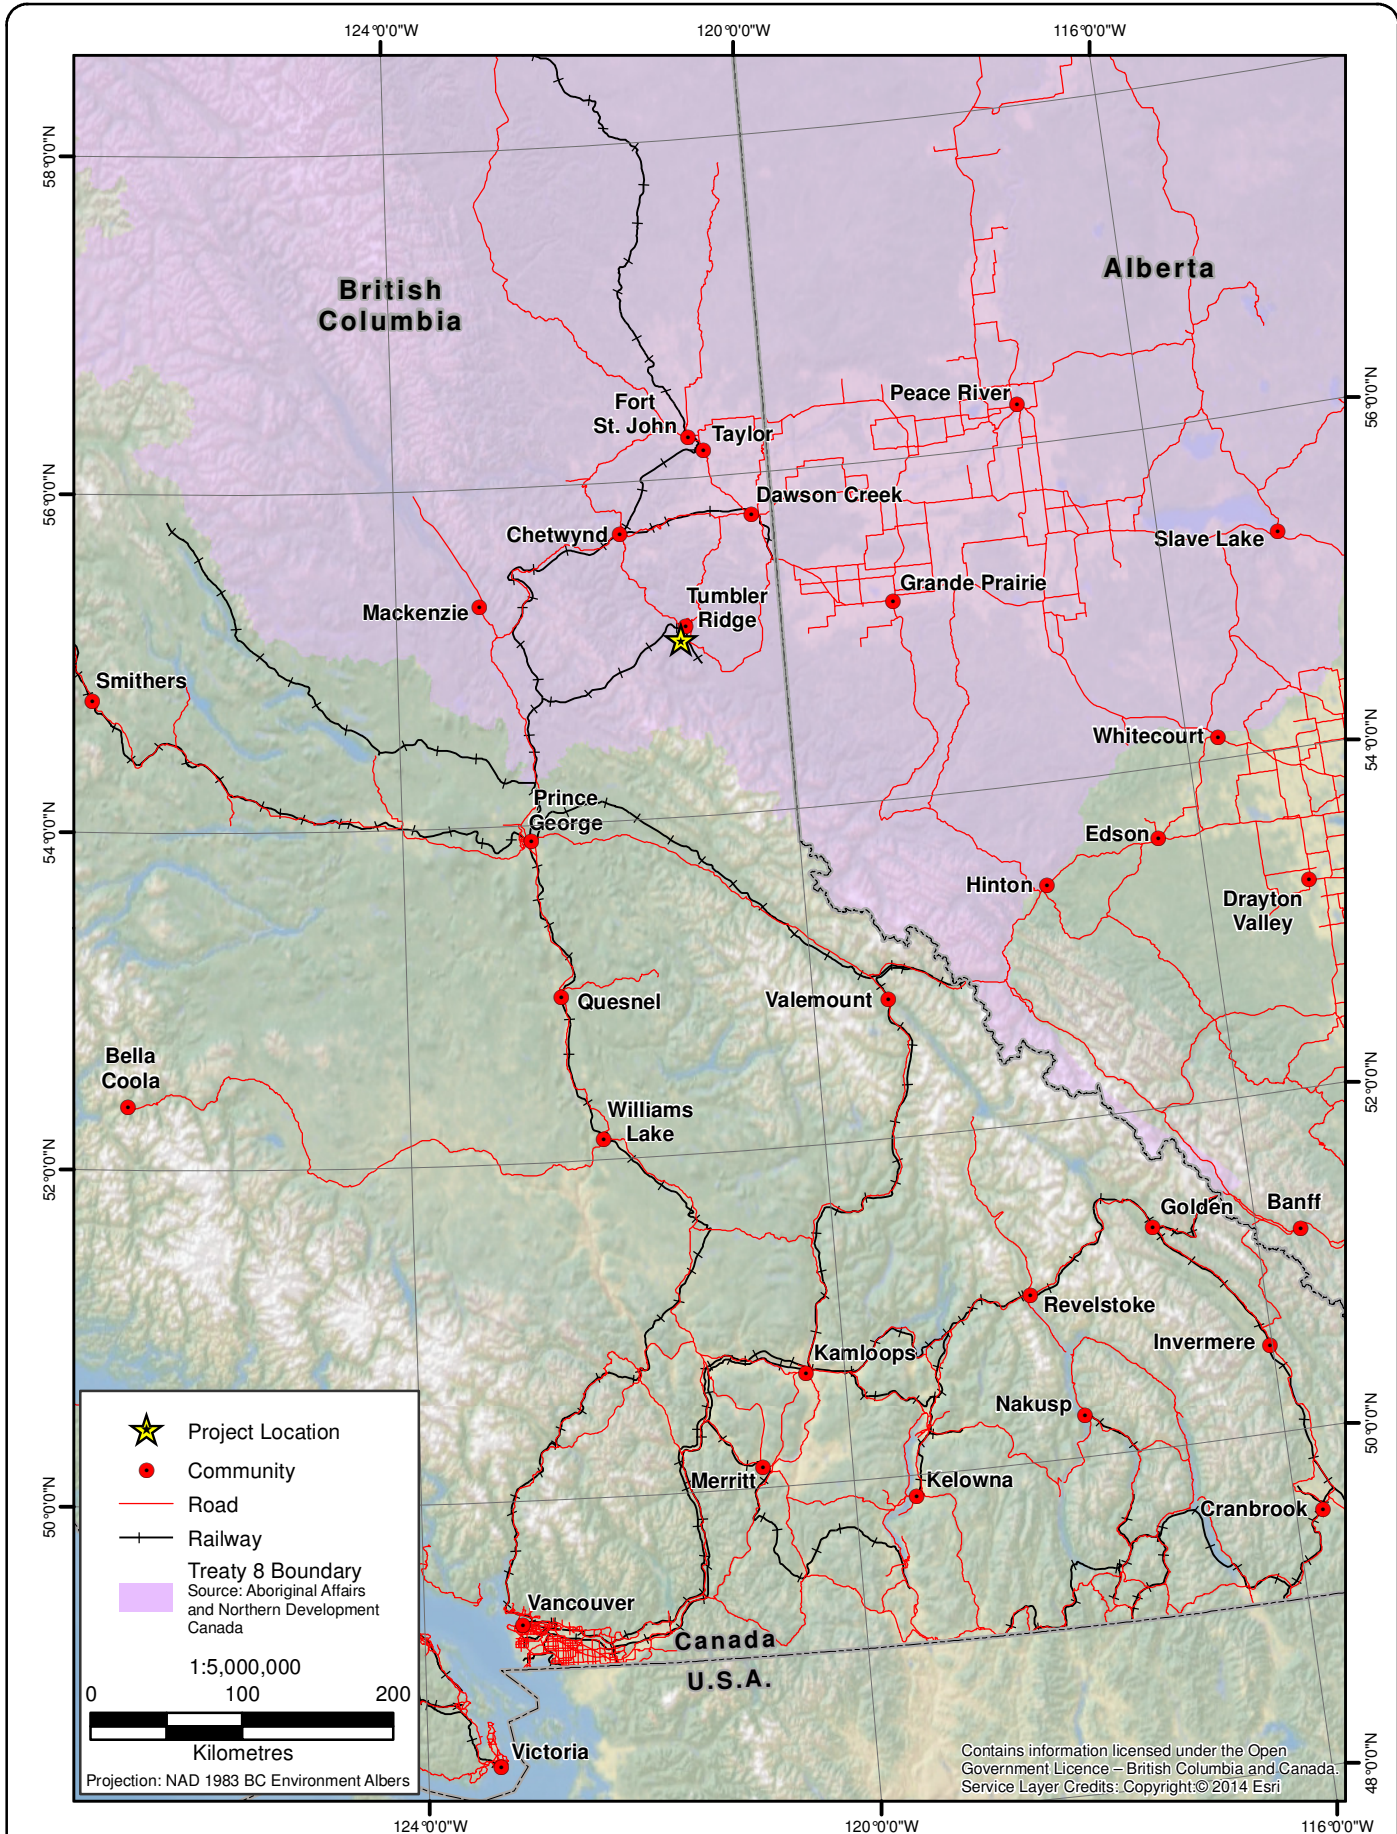 124°0'0"W
120°0'0"W
116°0'0"W
58°0'0"N
56°0'0"N
54°0'0"N
52°0'0"N
50°0'0"N
56°0'0"N
54°0'0"N
52°0'0"N
50°0'0"N
48°0'0"N
British
Columbia
Alberta
Peace River
Fort
St. John
Taylor
Dawson Creek
Chetwynd
Slave Lake
Grande Prairie
Tumbler
Ridge
Mackenzie
Smithers
Whitecourt
Prince
George
Edson
Hinton
Drayton
Valley
Quesnel
Valemount
Bella
Coola
Williams
Lake
Golden
Banff
Revelstoke
Invermere
Kamloops
Nakusp
Merritt
Kelowna
Cranbrook
Vancouver
Canada
U.S.A.
Victoria
Project Location
Community
Road
Railway
Treaty 8 Boundary
Source: Aboriginal Affairs
and Northern Development
Canada
1:5,000,000
0 100 200
Kilometres
Projection: NAD 1983 BC Environment Albers
Contains information licensed under the Open
Government Licence – British Columbia and Canada.
Service Layer Credits: Copyright:© 2014 Esri
124°0'0"W
120°0'0"W
116°0'0"W